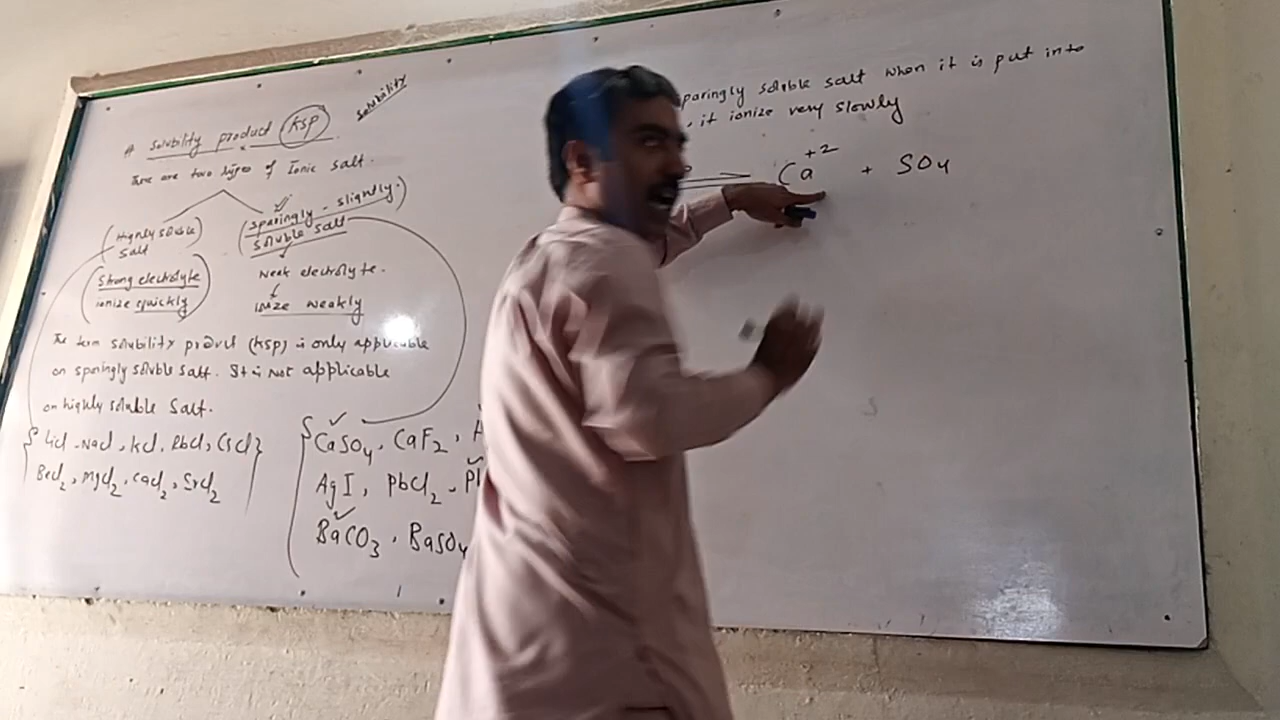 # Solubility product (Ksp)
Solubility
There are two types of Ionic salt.
(Highly soluble
salt
(Strong electrolyte
ionize quickly)
(sparingly - slightly.)
soluble salt
Weak electrolyte.
ionize weakly
The term solubility product (Ksp) is only applicable
on sparingly soluble salt. It is not applicable
on highly soluble salt.
{ LiCl, NaCl, KCl, RbCl, CsCl }
BeCl2, MgCl2, CaCl2, SrCl2
{ CaSO4, CaF2,
AgI, PbCl2,
BaCO3, BaSO4
paringly soluble salt when it is put into
, it ionize very slowly
⇌ Ca+2 + SO4